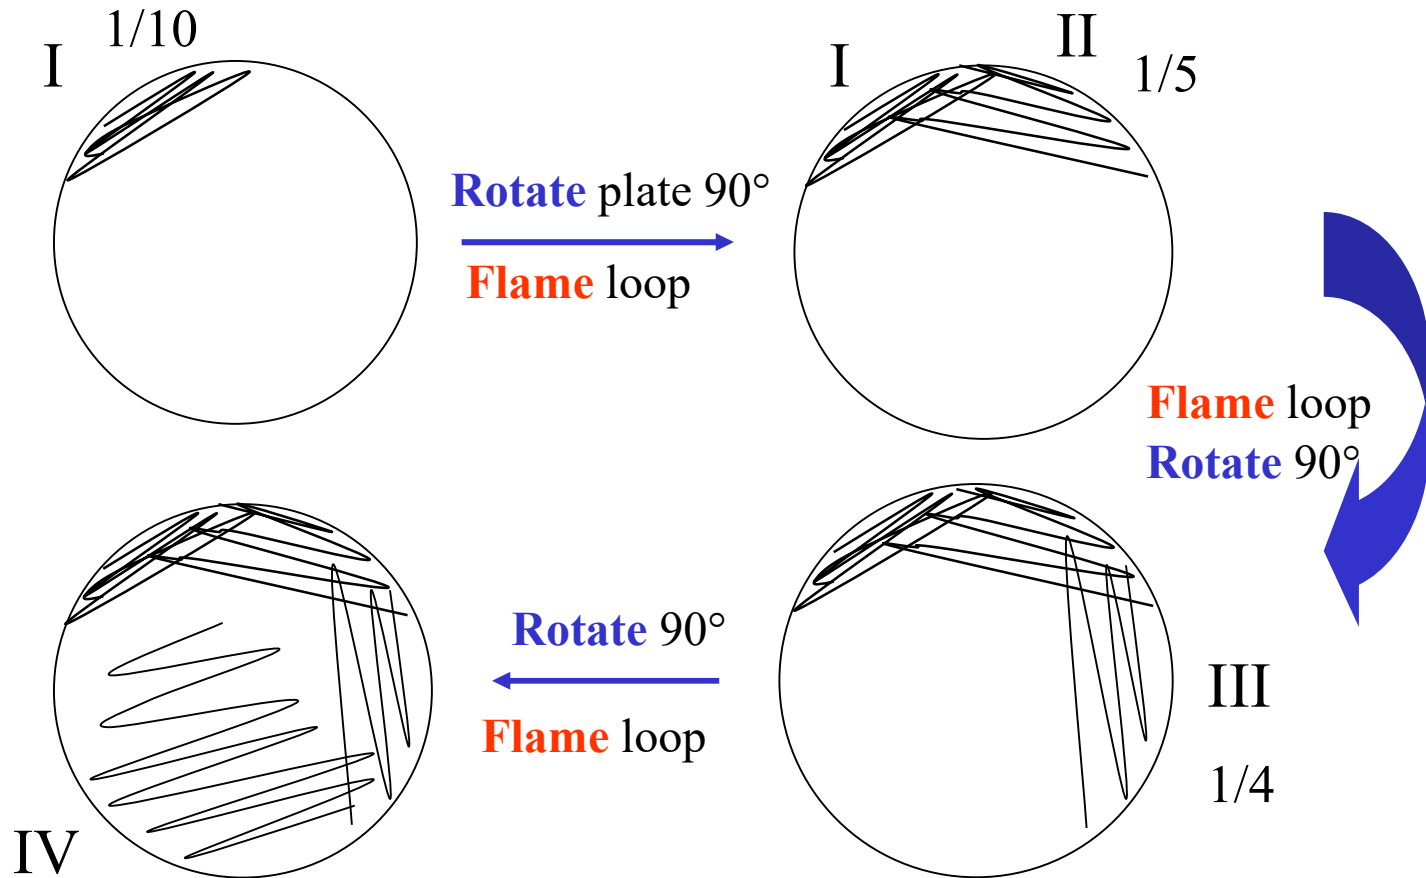 I
1/10
Rotate plate 90°
Flame loop
I
II
1/5
Flame loop
Rotate 90°
III
1/4
Rotate 90°
Flame loop
IV